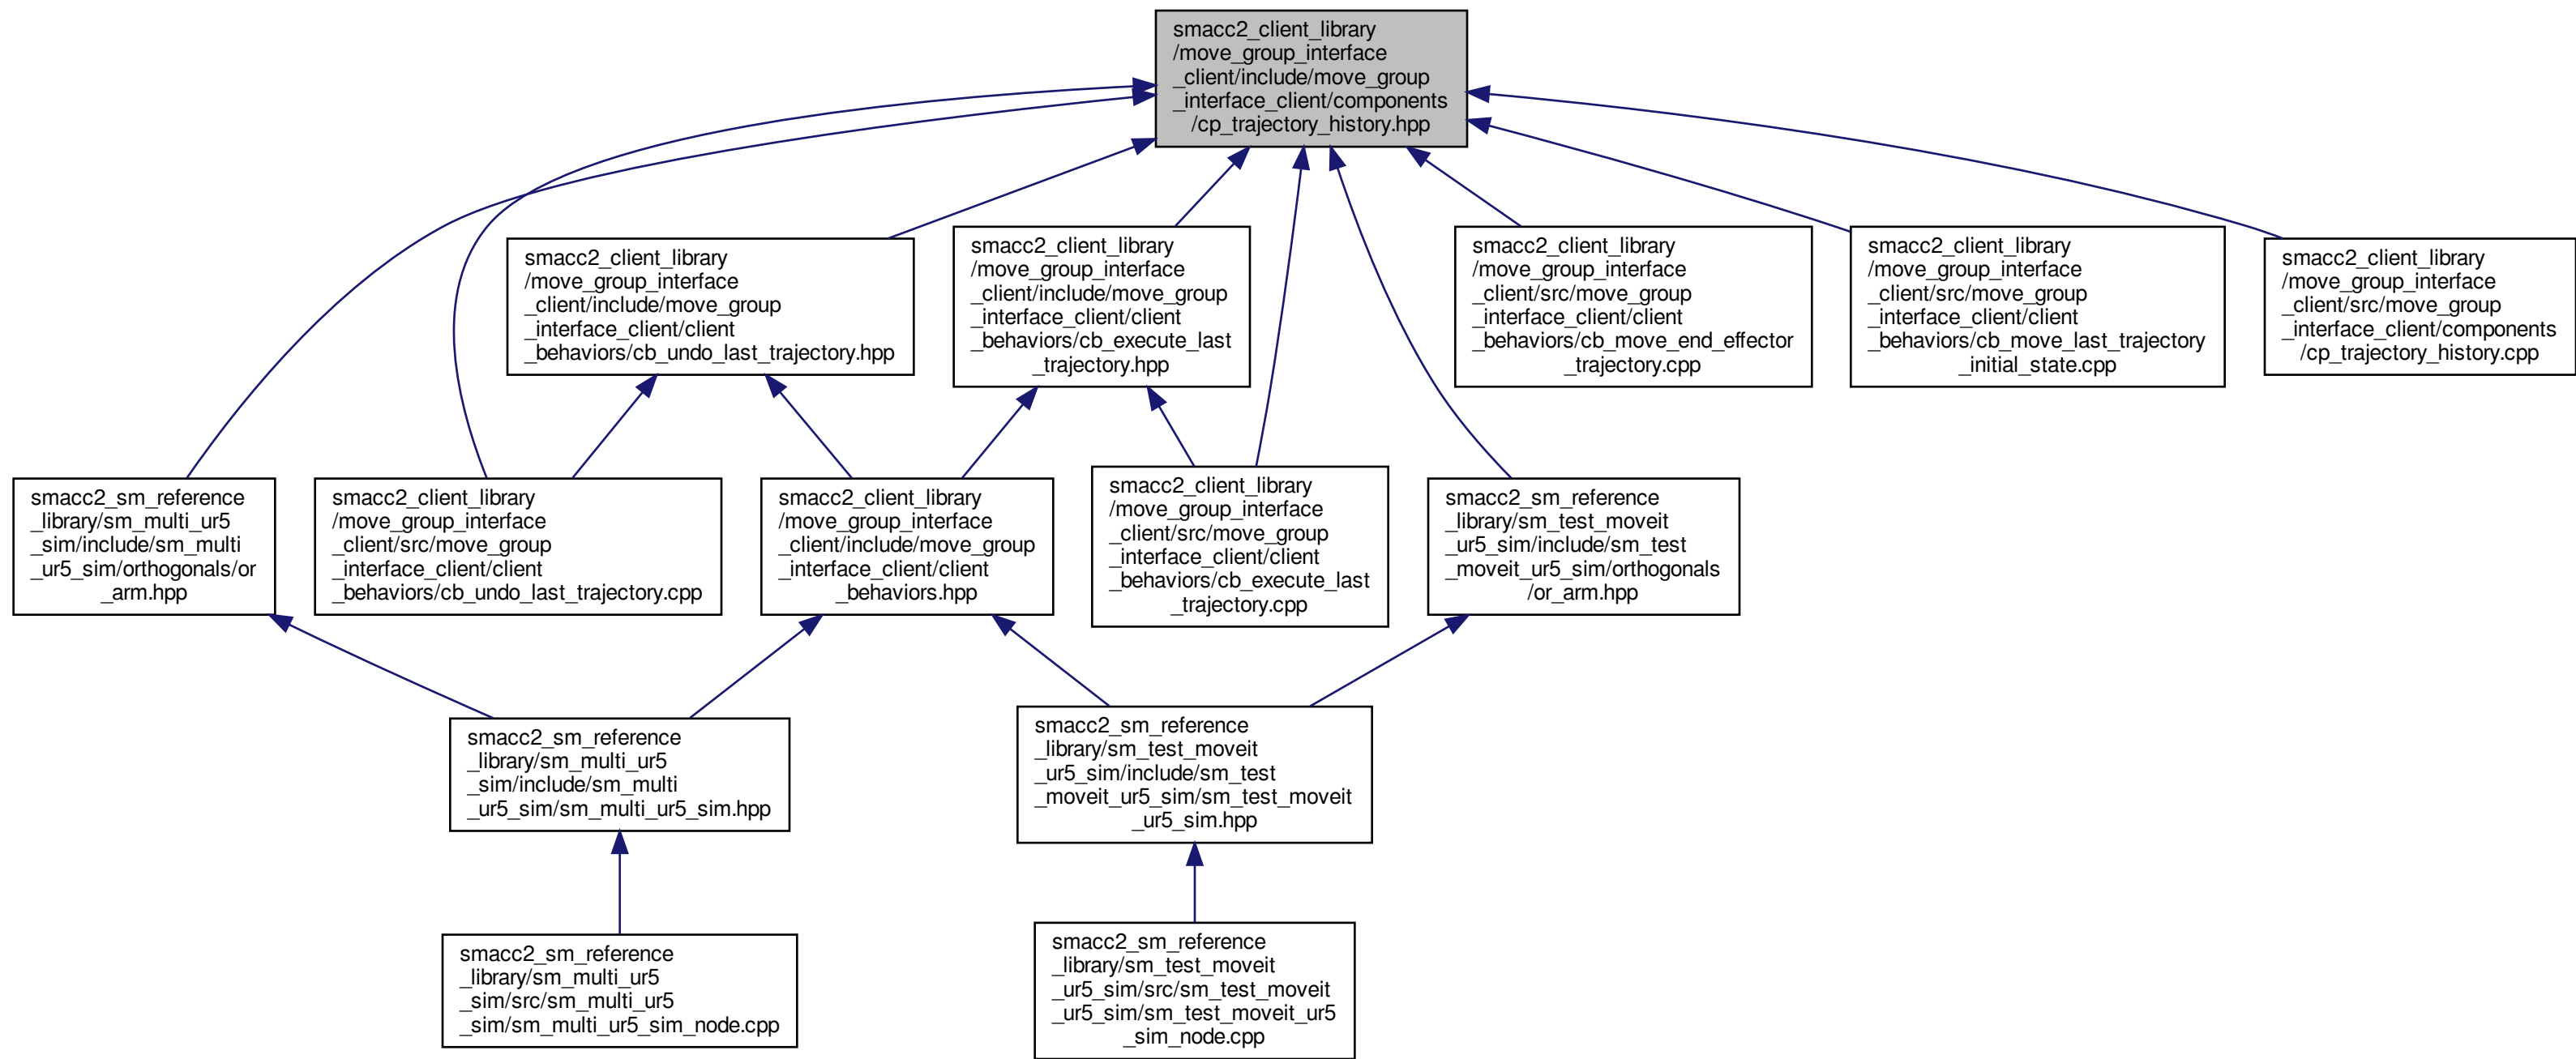 smacc2_client_library
/move_group_interface
_client/include/move_group
_interface_client/components
/cp_trajectory_history.hpp
smacc2_client_library
/move_group_interface
_client/include/move_group
_interface_client/client
_behaviors/cb_undo_last_trajectory.hpp
smacc2_client_library
/move_group_interface
_client/include/move_group
_interface_client/client
_behaviors/cb_execute_last
_trajectory.hpp
smacc2_client_library
/move_group_interface
_client/src/move_group
_interface_client/client
_behaviors/cb_move_end_effector
_trajectory.cpp
smacc2_client_library
/move_group_interface
_client/src/move_group
_interface_client/client
_behaviors/cb_move_last_trajectory
_initial_state.cpp
smacc2_client_library
/move_group_interface
_client/src/move_group
_interface_client/components
/cp_trajectory_history.cpp
smacc2_sm_reference
_library/sm_multi_ur5
_sim/include/sm_multi
_ur5_sim/orthogonals/or
_arm.hpp
smacc2_client_library
/move_group_interface
_client/src/move_group
_interface_client/client
_behaviors/cb_undo_last_trajectory.cpp
smacc2_client_library
/move_group_interface
_client/include/move_group
_interface_client/client
_behaviors.hpp
smacc2_client_library
/move_group_interface
_client/src/move_group
_interface_client/client
_behaviors/cb_execute_last
_trajectory.cpp
smacc2_sm_reference
_library/sm_test_moveit
_ur5_sim/include/sm_test
_moveit_ur5_sim/orthogonals
/or_arm.hpp
smacc2_sm_reference
_library/sm_multi_ur5
_sim/include/sm_multi
_ur5_sim/sm_multi_ur5_sim.hpp
smacc2_sm_reference
_library/sm_test_moveit
_ur5_sim/include/sm_test
_moveit_ur5_sim/sm_test_moveit
_ur5_sim.hpp
smacc2_sm_reference
_library/sm_multi_ur5
_sim/src/sm_multi_ur5
_sim/sm_multi_ur5_sim_node.cpp
smacc2_sm_reference
_library/sm_test_moveit
_ur5_sim/src/sm_test_moveit
_ur5_sim/sm_test_moveit_ur5
_sim_node.cpp